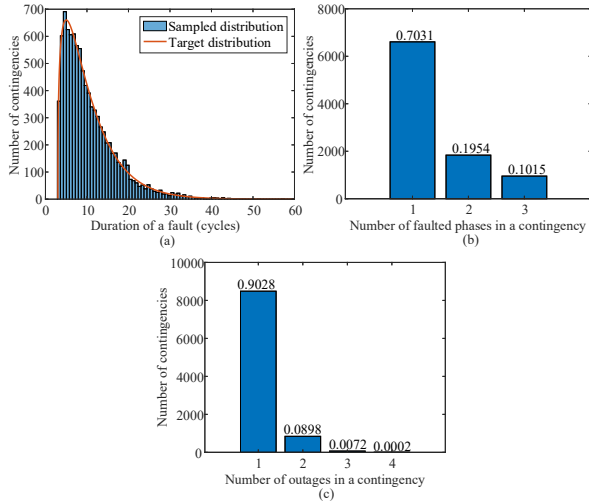 700
600
500
400
300
200
100
0
Number of contingencies
Sampled distribution
Target distribution
0 10 20 30 40 50 60
Duration of a fault (cycles)
(a)
8000
6000
4000
2000
0
Number of contingencies
0.7031
0.1954
0.1015
1 2 3
Number of faulted phases in a contingency
(b)
10000
8000
6000
4000
2000
0
Number of contingencies
0.9028
0.0898
0.0072
0.0002
1 2 3 4
Number of outages in a contingency
(c)